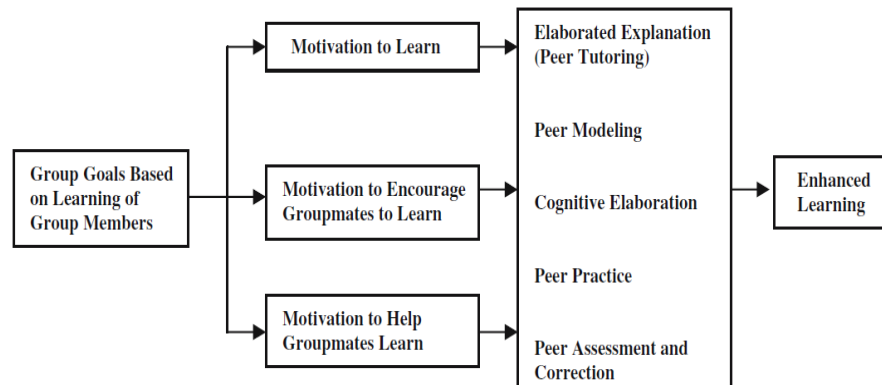 Group Goals Based
on Learning of
Group Members
Motivation to Learn
Motivation to Encourage
Groupmates to Learn
Motivation to Help
Groupmates Learn
Elaborated Explanation
(Peer Tutoring)
Peer Modeling
Cognitive Elaboration
Peer Practice
Peer Assessment and
Correction
Enhanced
Learning